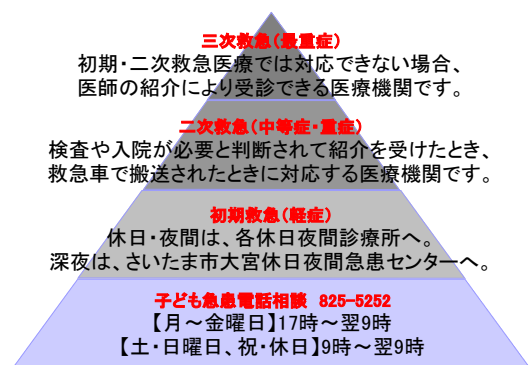 三次救急（最重症）
初期・二次救急医療では対応できない場合、
医師の紹介により受診できる医療機関です。
二次救急（中等症・重症）
検査や入院が必要と判断されて紹介を受けたとき、
救急車で搬送されたときに対応する医療機関です。
初期救急（軽症）
休日・夜間は、各休日夜間診療所へ。
深夜は、さいたま市大宮休日夜間急患センターへ。
子ども急患電話相談 825-5252
【月～金曜日】17時～翌9時
【土・日曜日、祝・休日】9時～翌9時